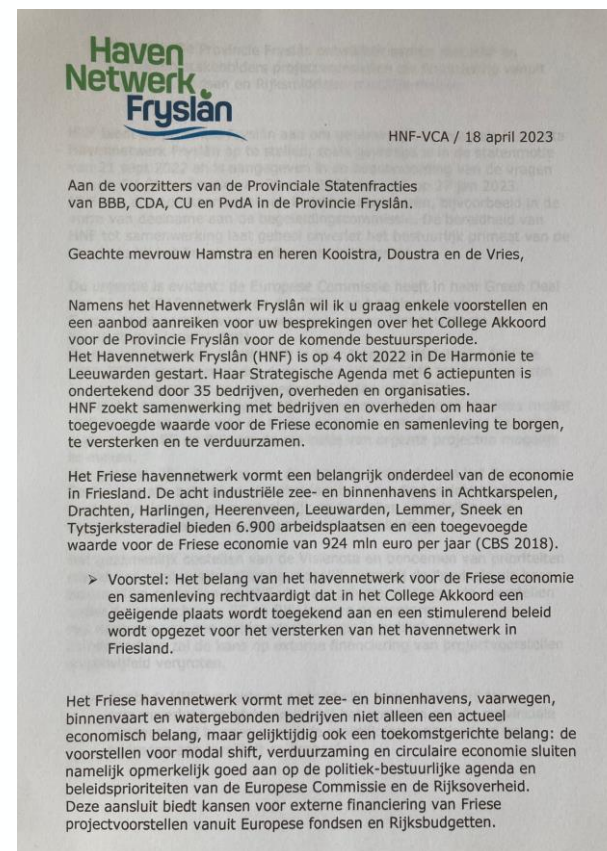 Haven
Netwerk
Fryslân
HNF-VCA / 18 april 2023
Aan de voorzitters van de Provinciale Statenfracties
van BBB, CDA, CU en PvdA in de Provincie Fryslân.
Geachte mevrouw Hamstra en heren Kooistra, Doustra en de Vries,
Namens het Havennetwerk Fryslân wil ik u graag enkele voorstellen en
een aanbod aanreiken voor uw besprekingen over het College Akkoord
voor de Provincie Fryslân voor de komende bestuursperiode.
Het Havennetwerk Fryslân (HNF) is op 4 okt 2022 in De Harmonie te
Leeuwarden gestart. Haar Strategische Agenda met 6 actiepunten is
ondertekend door 35 bedrijven, overheden en organisaties.
HNF zoekt samenwerking met bedrijven en overheden om haar
toegevoegde waarde voor de Friese economie en samenleving te borgen,
te versterken en te verduurzamen.
Het Friese havennetwerk vormt een belangrijk onderdeel van de economie
in Friesland. De acht industriële zee- en binnenhavens in Achtkarspelen,
Drachten, Harlingen, Heerenveen, Leeuwarden, Lemmer, Sneek en
Tytsjerksteradiel bieden 6.900 arbeidsplaatsen en een toegevoegde
waarde voor de Friese economie van 924 mln euro per jaar (CBS 2018).
➢ Voorstel: Het belang van het havennetwerk voor de Friese economie
en samenleving rechtvaardigt dat in het College Akkoord een
geëigende plaats wordt toegekend aan en een stimulerend beleid
wordt opgezet voor het versterken van het havennetwerk in
Friesland.
Het Friese havennetwerk vormt met zee- en binnenhavens, vaarwegen,
binnenvaart en watergebonden bedrijven niet alleen een actueel
economisch belang, maar gelijktijdig ook een toekomstgerichte belang: de
voorstellen voor modal shift, verduurzaming en circulaire economie sluiten
namelijk opmerkelijk goed aan op de politiek-bestuurlijke agenda en
beleidsprioriteiten van de Europese Commissie en de Rijksoverheid.
Deze aansluit biedt kansen voor externe financiering van Friese
projectvoorstellen vanuit Europese fondsen en Rijksbudgetten.